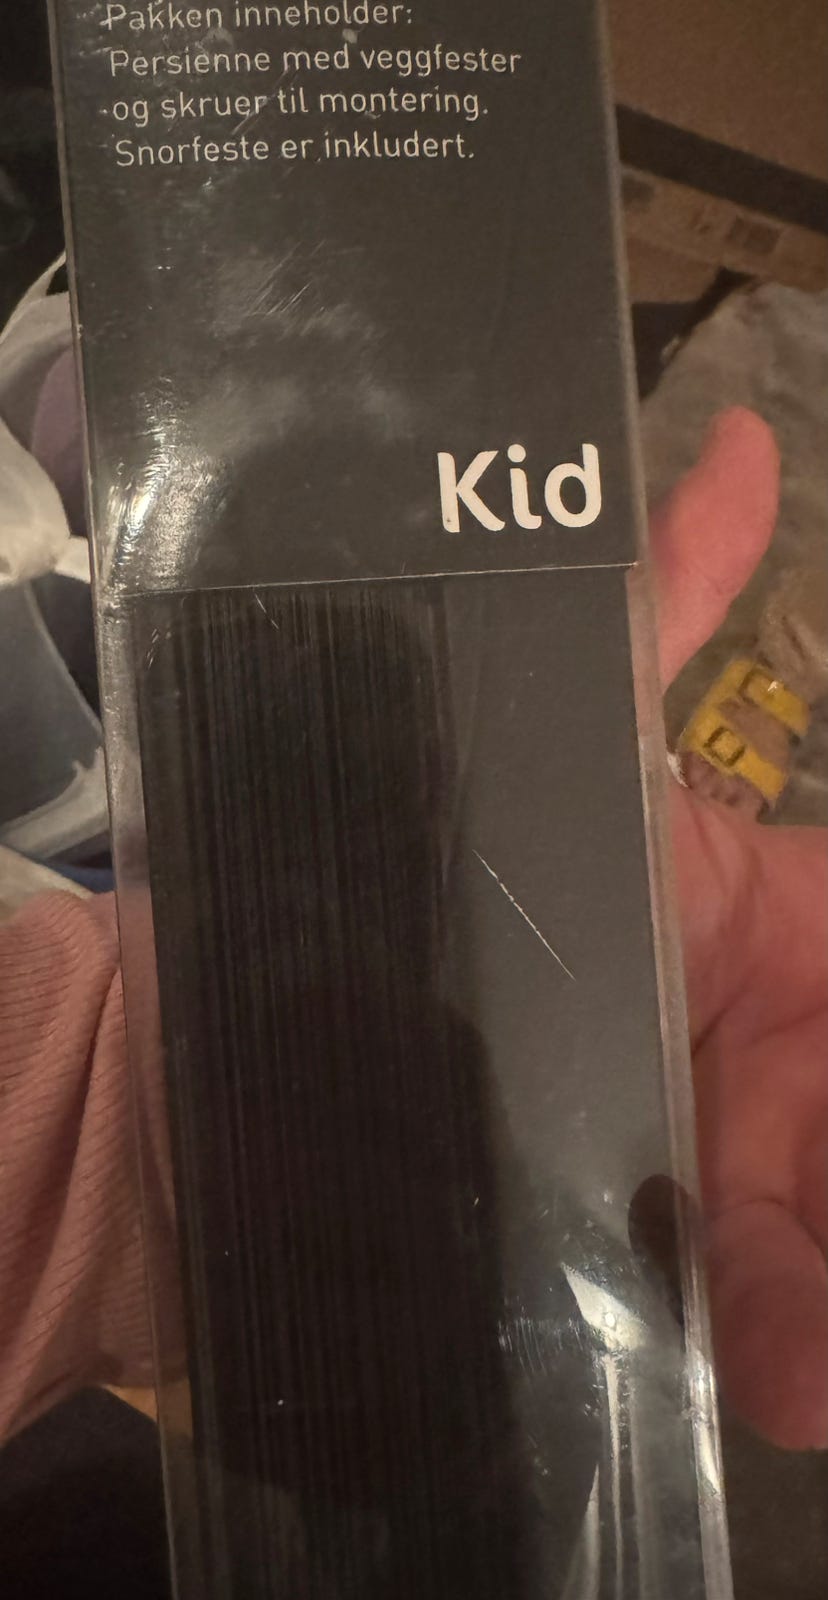 Pakken inneholder:
Persienne med veggfester
og skruer til montering.
Snorfeste er inkludert.
Kid